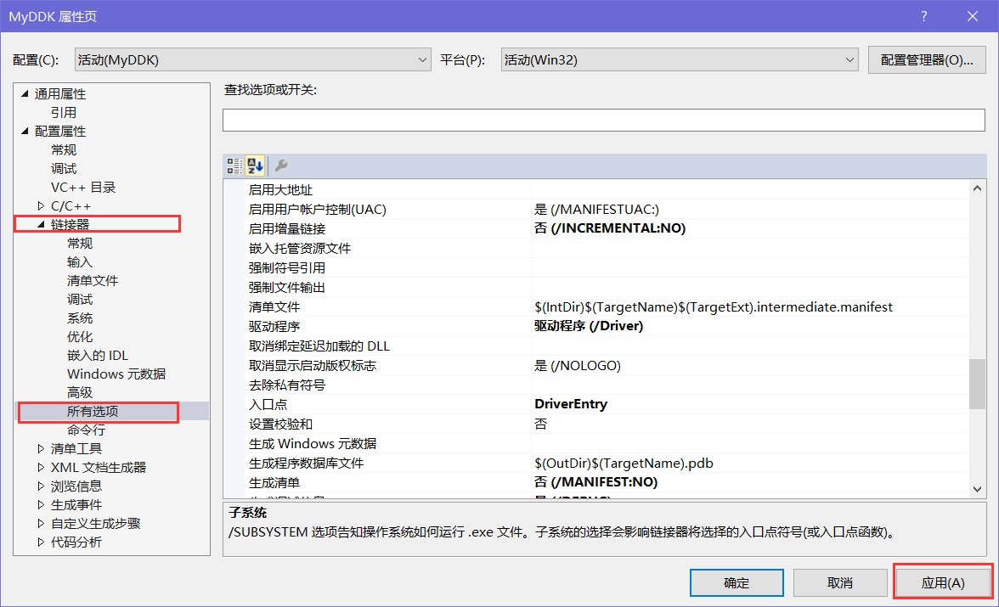 MyDDK 属性页
?
配置(C):
活动(MyDDK)
平台(P):
活动(Win32)
配置管理器(O)...
通用属性
引用
配置属性
常规
调试
VC++ 目录
C/C++
链接器
常规
输入
清单文件
调试
系统
优化
嵌入的 IDL
Windows 元数据
高级
所有选项
命令行
清单工具
XML 文档生成器
浏览信息
生成事件
自定义生成步骤
代码分析
查找选项或开关:
启用大地址
启用用户帐户控制(UAC) 是 (/MANIFESTUAC:)
启用增量链接 否 (/INCREMENTAL:NO)
嵌入托管资源文件
强制符号引用
强制文件输出
清单文件 $(IntDir)$(TargetName)$(TargetExt).intermediate.manifest
驱动程序 驱动程序 (/Driver)
取消绑定延迟加载的 DLL
取消显示启动版权标志 是 (/NOLOGO)
去除私有符号
入口点 DriverEntry
设置校验和 否
生成 Windows 元数据
生成程序数据库文件 $(OutDir)$(TargetName).pdb
生成清单 否 (/MANIFEST:NO)
子系统
/SUBSYSTEM 选项告知操作系统如何运行 .exe 文件。子系统的选择会影响链接器将选择的入口点符号(或入口点函数)。
确定
取消
应用(A)